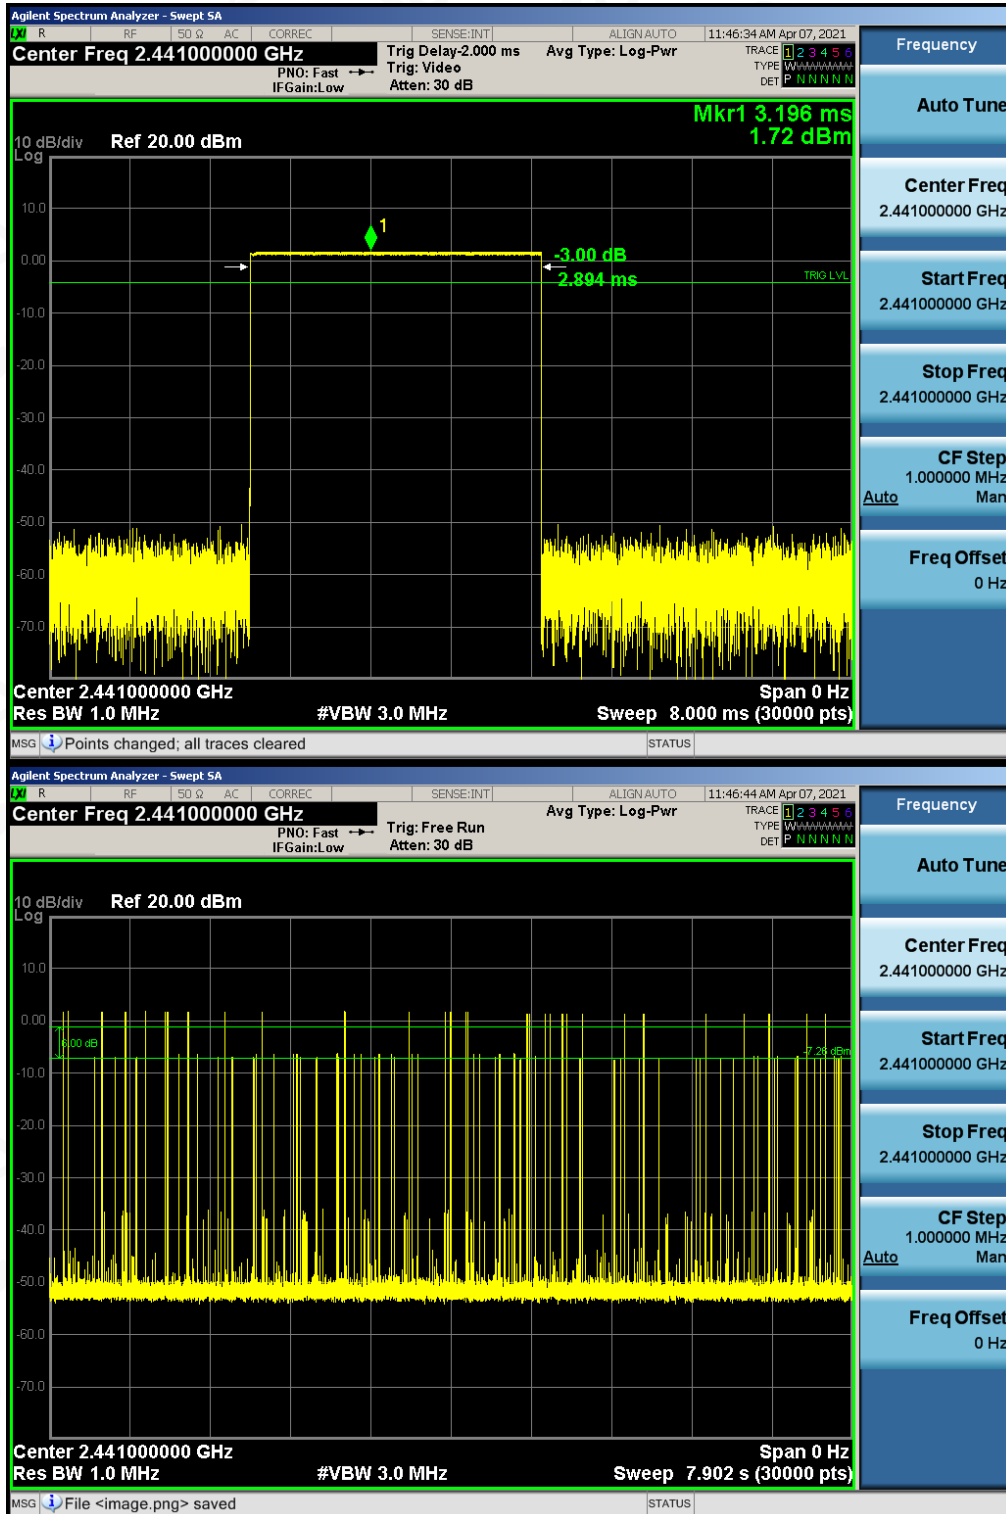 Agilent Spectrum Analyzer - Swept SA
LXI R RF 50 Ω AC CORREC SENSE:INT ALIGN AUTO 11:46:34 AM Apr 07, 2021
Center Freq 2.441000000 GHz
PNO: Fast
IFGain:Low
Trig Delay-2.000 ms
Trig: Video
Atten: 30 dB
Avg Type: Log-Pwr
TRACE 1 2 3 4 5 6
TYPE
DET P N N N N N
Mkr1 3.196 ms
1.72 dBm
10 dB/div Ref 20.00 dBm
Log
10.0
1
-3.00 dB
0.00
2.894 ms
TRIG LVL
-10.0
-20.0
-30.0
-40.0
-50.0
-60.0
-70.0
Center 2.441000000 GHz Span 0 Hz
Res BW 1.0 MHz #VBW 3.0 MHz Sweep 8.000 ms (30000 pts)
MSG Points changed; all traces cleared STATUS
Frequency
Auto Tune
Center Freq
2.441000000 GHz
Start Freq
2.441000000 GHz
Stop Freq
2.441000000 GHz
CF Step
1.000000 MHz
Auto Man
Freq Offset
0 Hz
Agilent Spectrum Analyzer - Swept SA
LXI R RF 50 Ω AC CORREC SENSE:INT ALIGN AUTO 11:46:44 AM Apr 07, 2021
Center Freq 2.441000000 GHz
PNO: Fast
IFGain:Low
Trig: Free Run
Atten: 30 dB
Avg Type: Log-Pwr
TRACE 1 2 3 4 5 6
TYPE
DET P N N N N N
10 dB/div Ref 20.00 dBm
Log
10.0
0.00
6.00 dB
-7.26 dBm
-10.0
-20.0
-30.0
-40.0
-50.0
-60.0
-70.0
Center 2.441000000 GHz Span 0 Hz
Res BW 1.0 MHz #VBW 3.0 MHz Sweep 7.902 s (30000 pts)
MSG File <image.png> saved STATUS
Frequency
Auto Tune
Center Freq
2.441000000 GHz
Start Freq
2.441000000 GHz
Stop Freq
2.441000000 GHz
CF Step
1.000000 MHz
Auto Man
Freq Offset
0 Hz